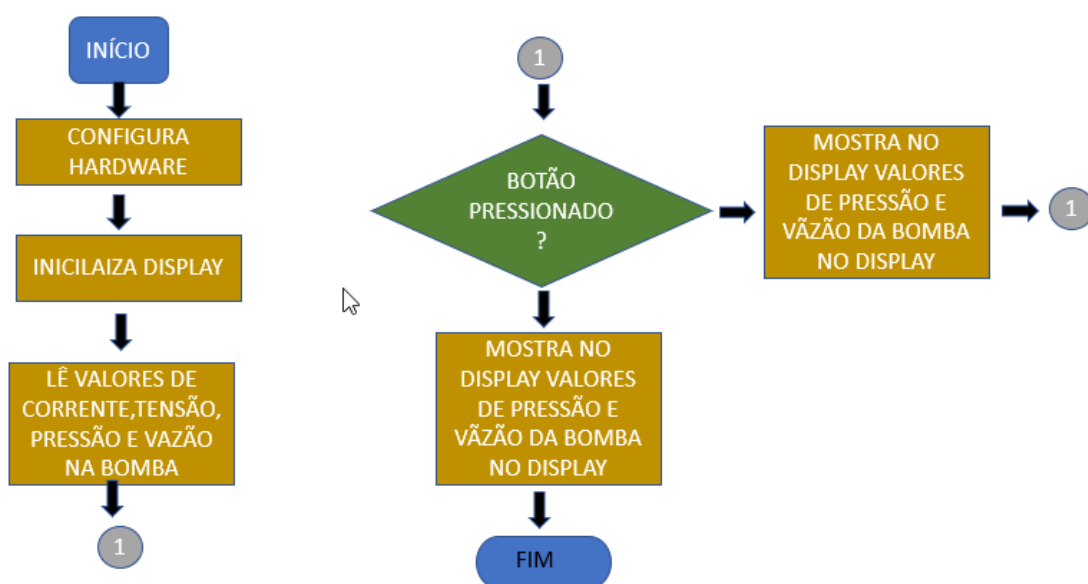 INÍCIO
CONFIGURA
HARDWARE
INICILAIZA DISPLAY
LÊ VALORES DE
CORRENTE,TENSÃO,
PRESSÃO E VAZÃO
NA BOMBA
1
1
BOTÃO
PRESSIONADO
?
MOSTRA NO
DISPLAY VALORES
DE PRESSÃO E
VÃZÃO DA BOMBA
NO DISPLAY
1
MOSTRA NO
DISPLAY VALORES
DE PRESSÃO E
VÃZÃO DA BOMBA
NO DISPLAY
FIM